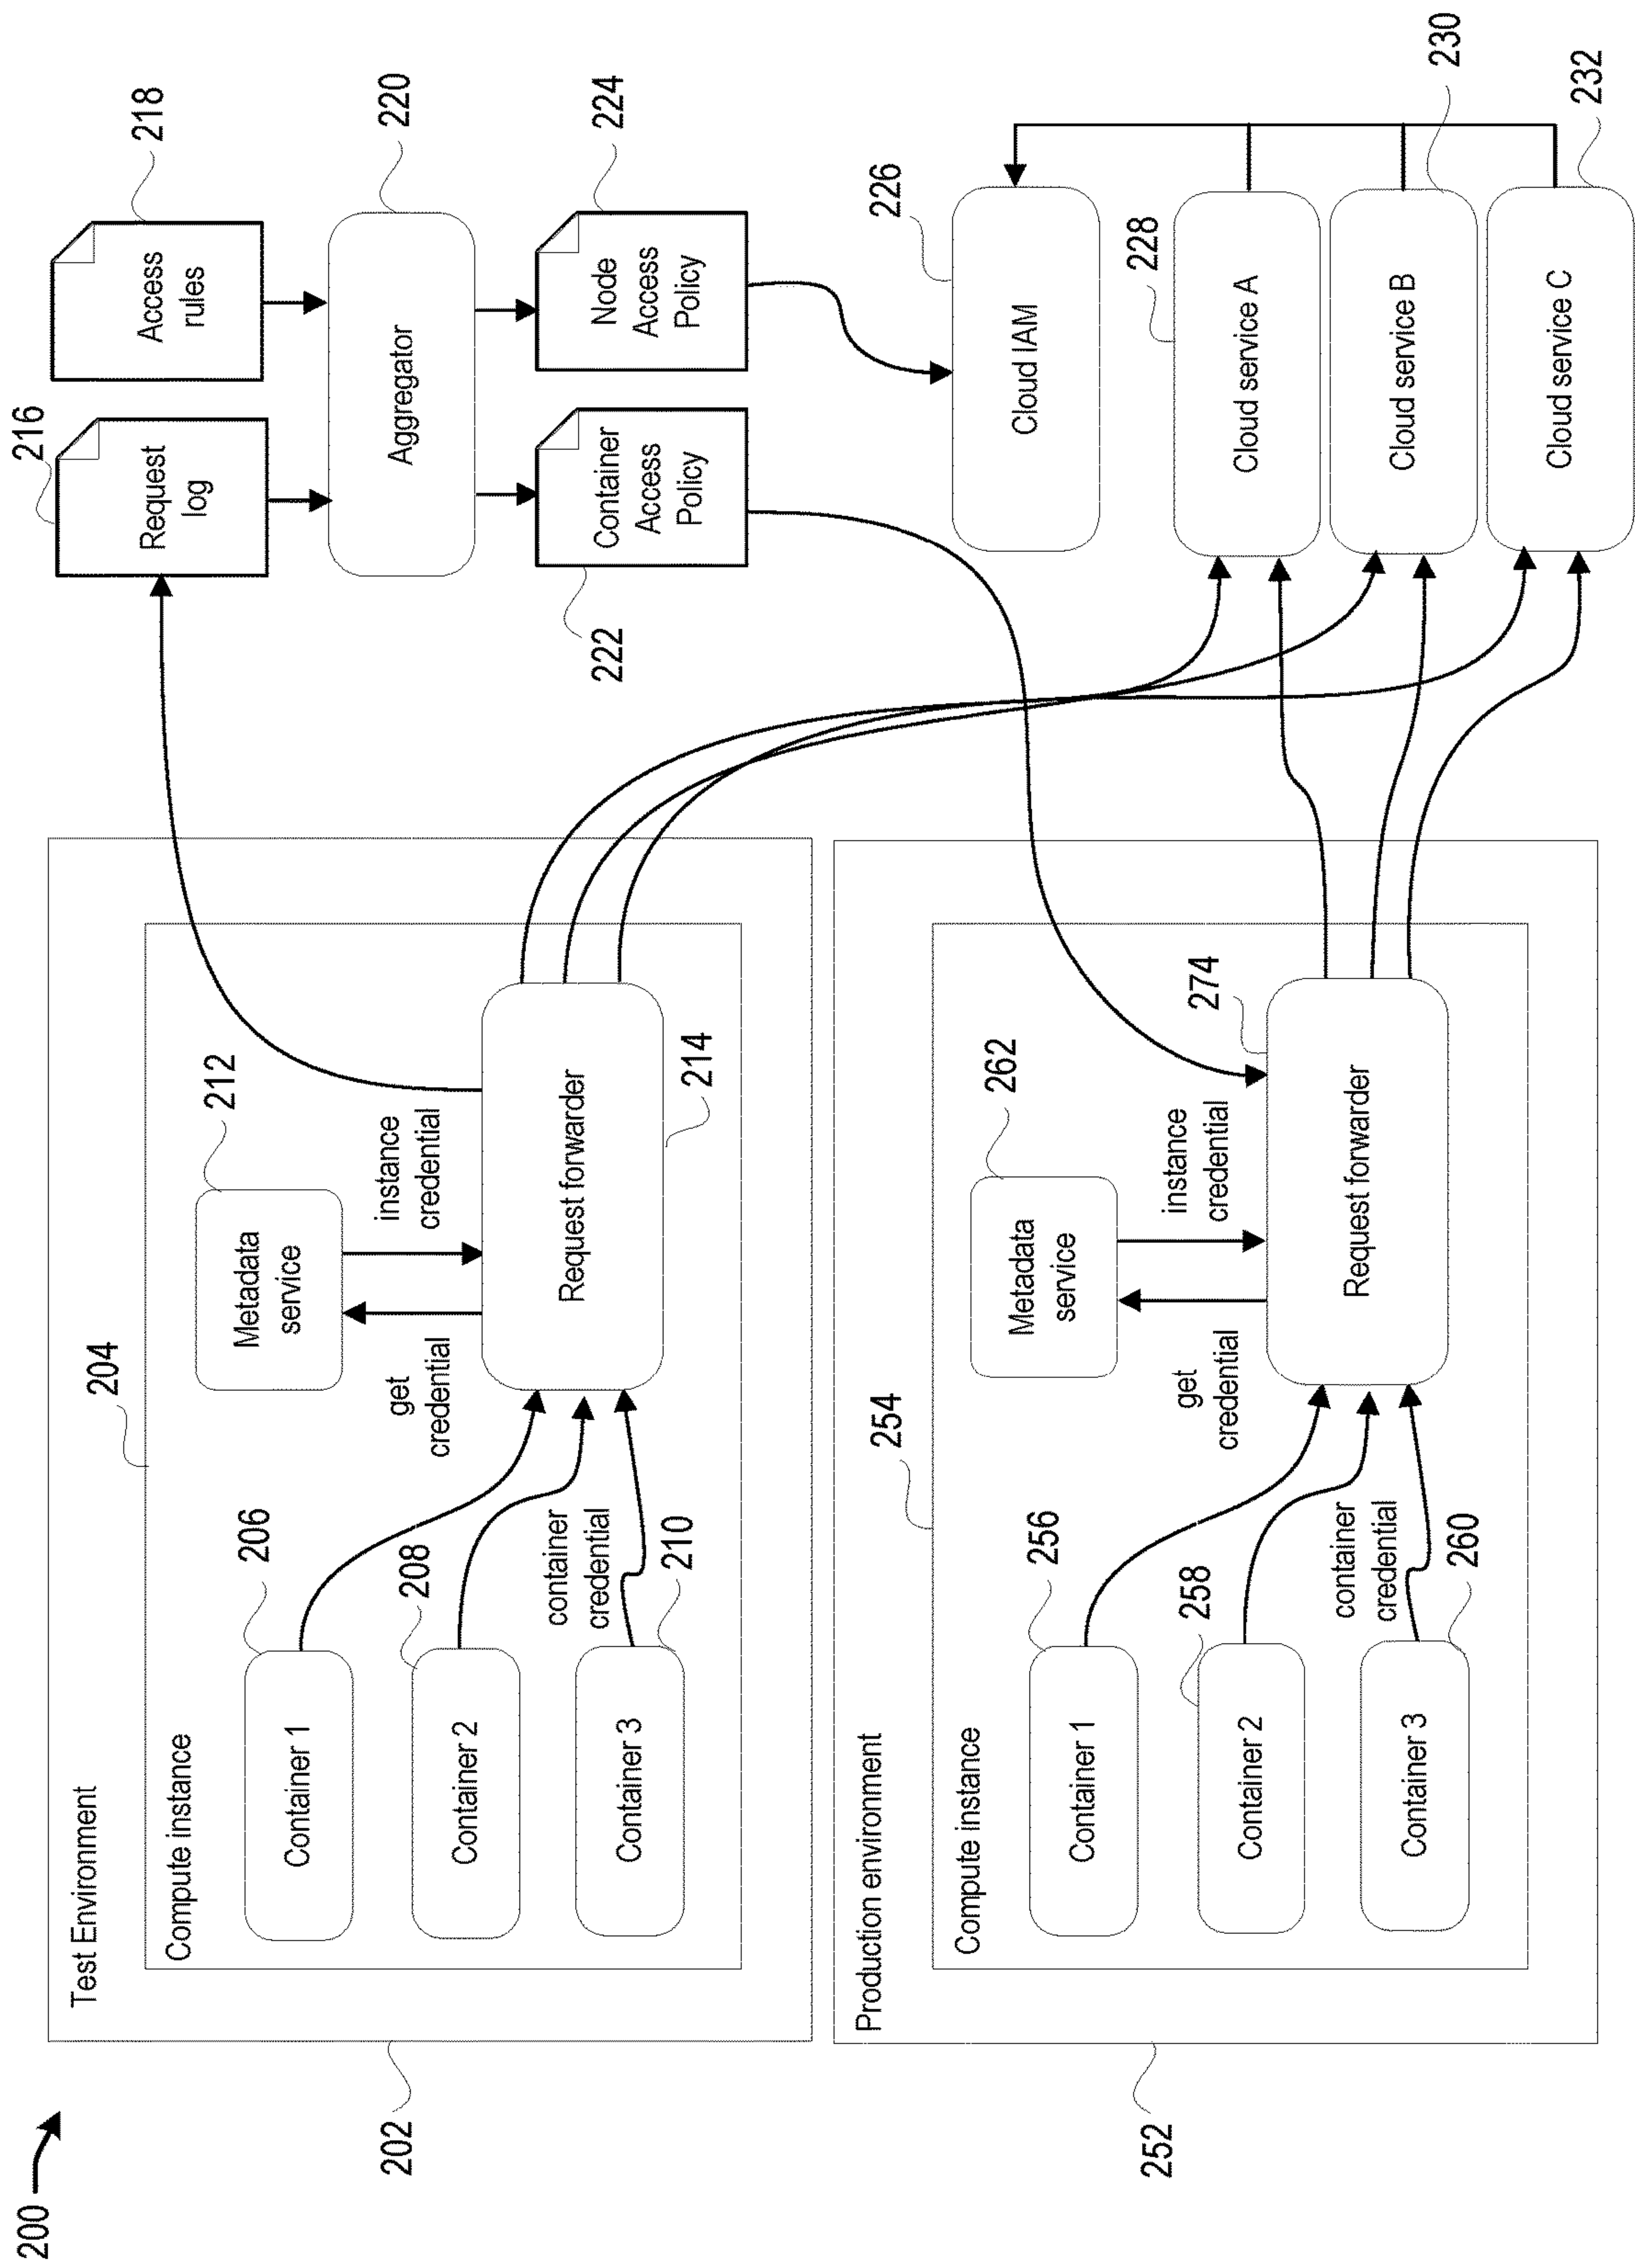 200
202
Test Environment
204
Compute instance
206
Container 1
208
Container 2
210
Container 3
container
credential
212
Metadata
service
get
credential
instance
credential
Request forwarder
214
216
Request
log
218
Access
rules
220
Aggregator
222
Container
Access
Policy
224
Node
Access
Policy
252
Production environment
254
Compute instance
256
Container 1
258
Container 2
260
Container 3
container
credential
262
Metadata
service
get
credential
instance
credential
274
Request forwarder
226
Cloud IAM
228
Cloud service A
230
Cloud service B
232
Cloud service C